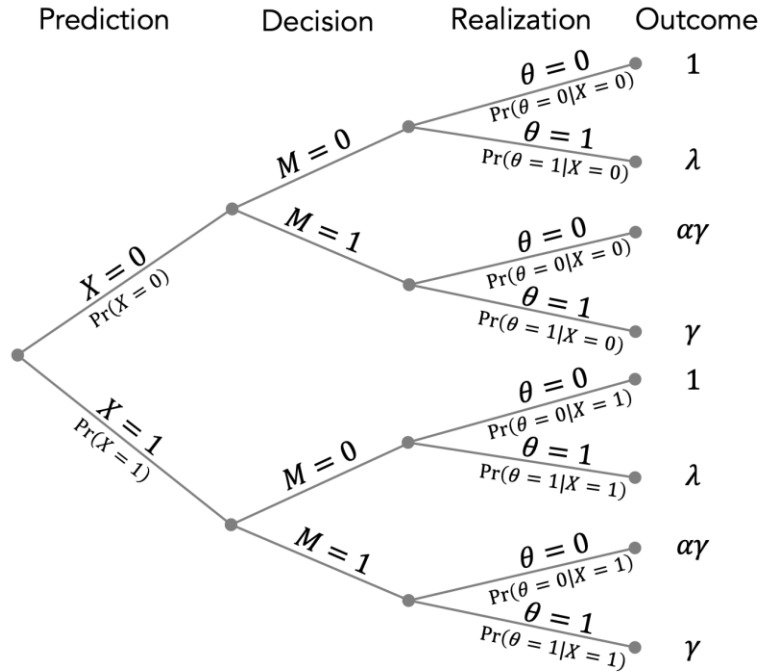 Prediction Decision Realization Outcome
θ = 0
Pr(θ = 0|X = 0)
1
M = 0
θ = 1
Pr(θ = 1|X = 0)
λ
X = 0
Pr(X = 0)
M = 1
θ = 0
Pr(θ = 0|X = 0)
αγ
θ = 1
Pr(θ = 1|X = 0)
γ
X = 1
Pr(X = 1)
M = 0
θ = 0
Pr(θ = 0|X = 1)
1
θ = 1
Pr(θ = 1|X = 1)
λ
M = 1
θ = 0
Pr(θ = 0|X = 1)
αγ
θ = 1
Pr(θ = 1|X = 1)
γ